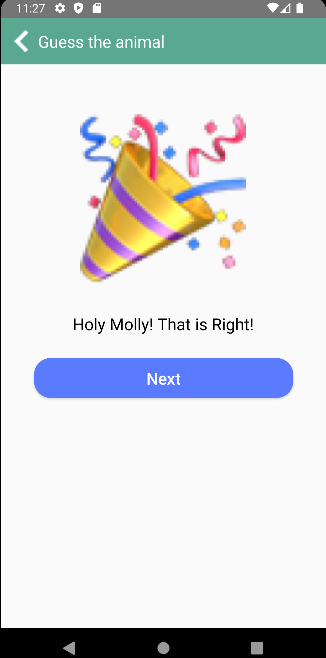 11:27
Guess the animal
Holy Molly! That is Right!
Next